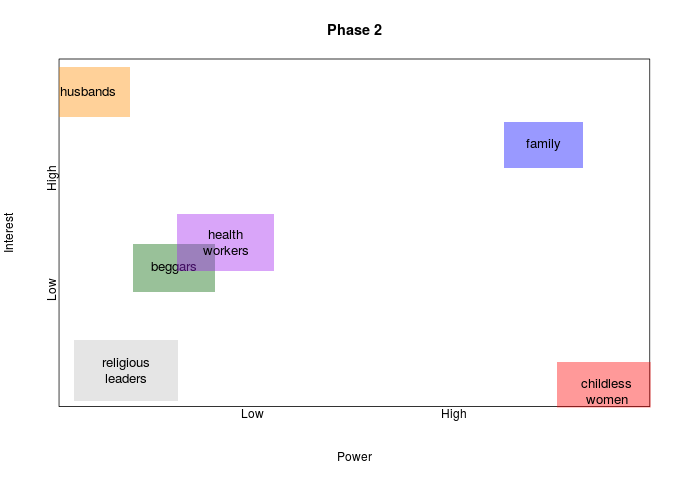 Phase 2
husbands
family
High
health
workers
beggars
Interest
Low
religious
leaders
childless
women
Low
High
Power